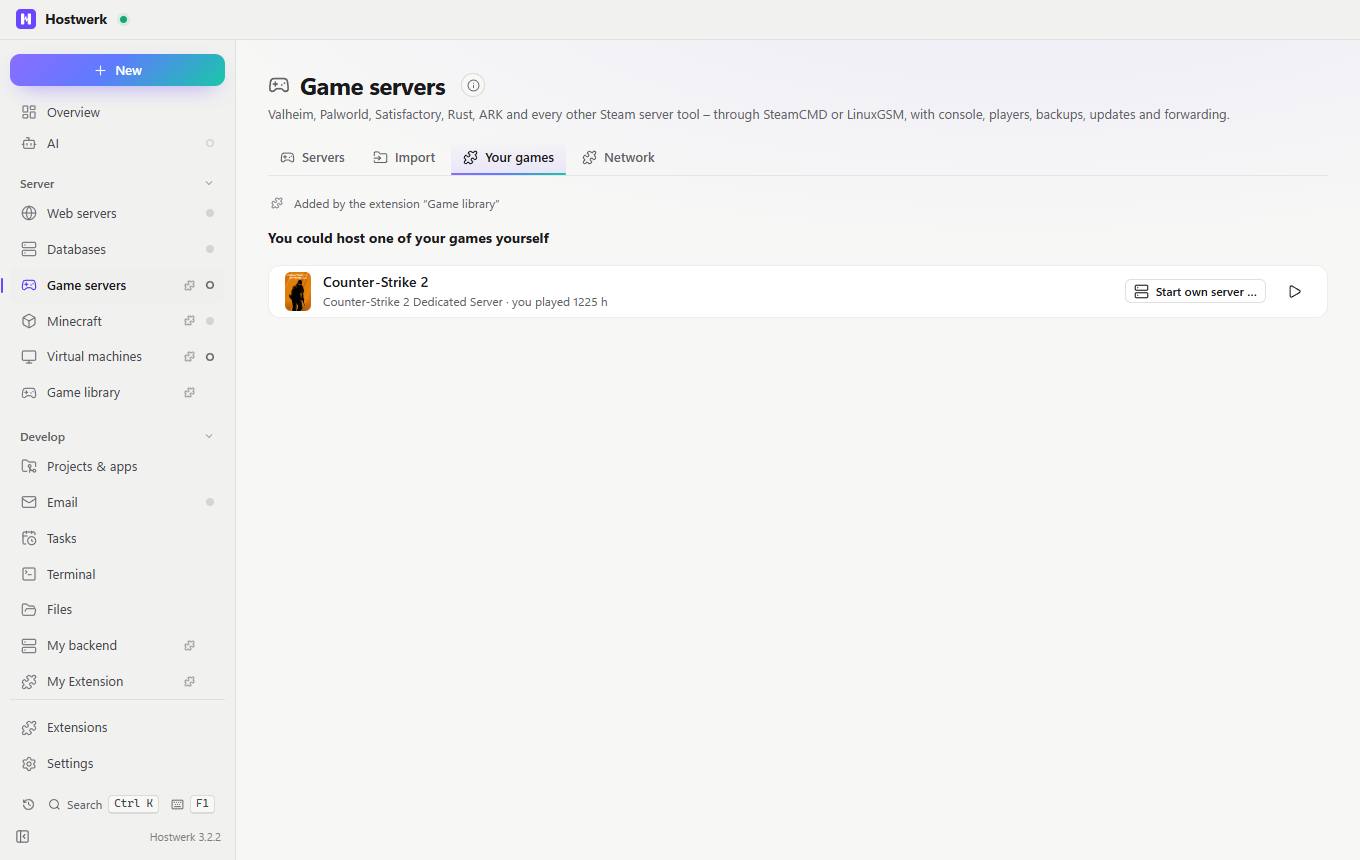 Hostwerk
New
Overview
AI
Server
Web servers
Databases
Game servers
Minecraft
Virtual machines
Game library
Develop
Projects & apps
Email
Tasks
Terminal
Files
My backend
My Extension
Extensions
Settings
Search Ctrl K F1
Hostwerk 3.2.2
Game servers
Valheim, Palworld, Satisfactory, Rust, ARK and every other Steam server tool – through SteamCMD or LinuxGSM, with console, players, backups, updates and forwarding.
Servers Import Your games Network
Added by the extension “Game library”
You could host one of your games yourself
Counter-Strike 2
Counter-Strike 2 Dedicated Server · you played 1225 h
Start own server ...